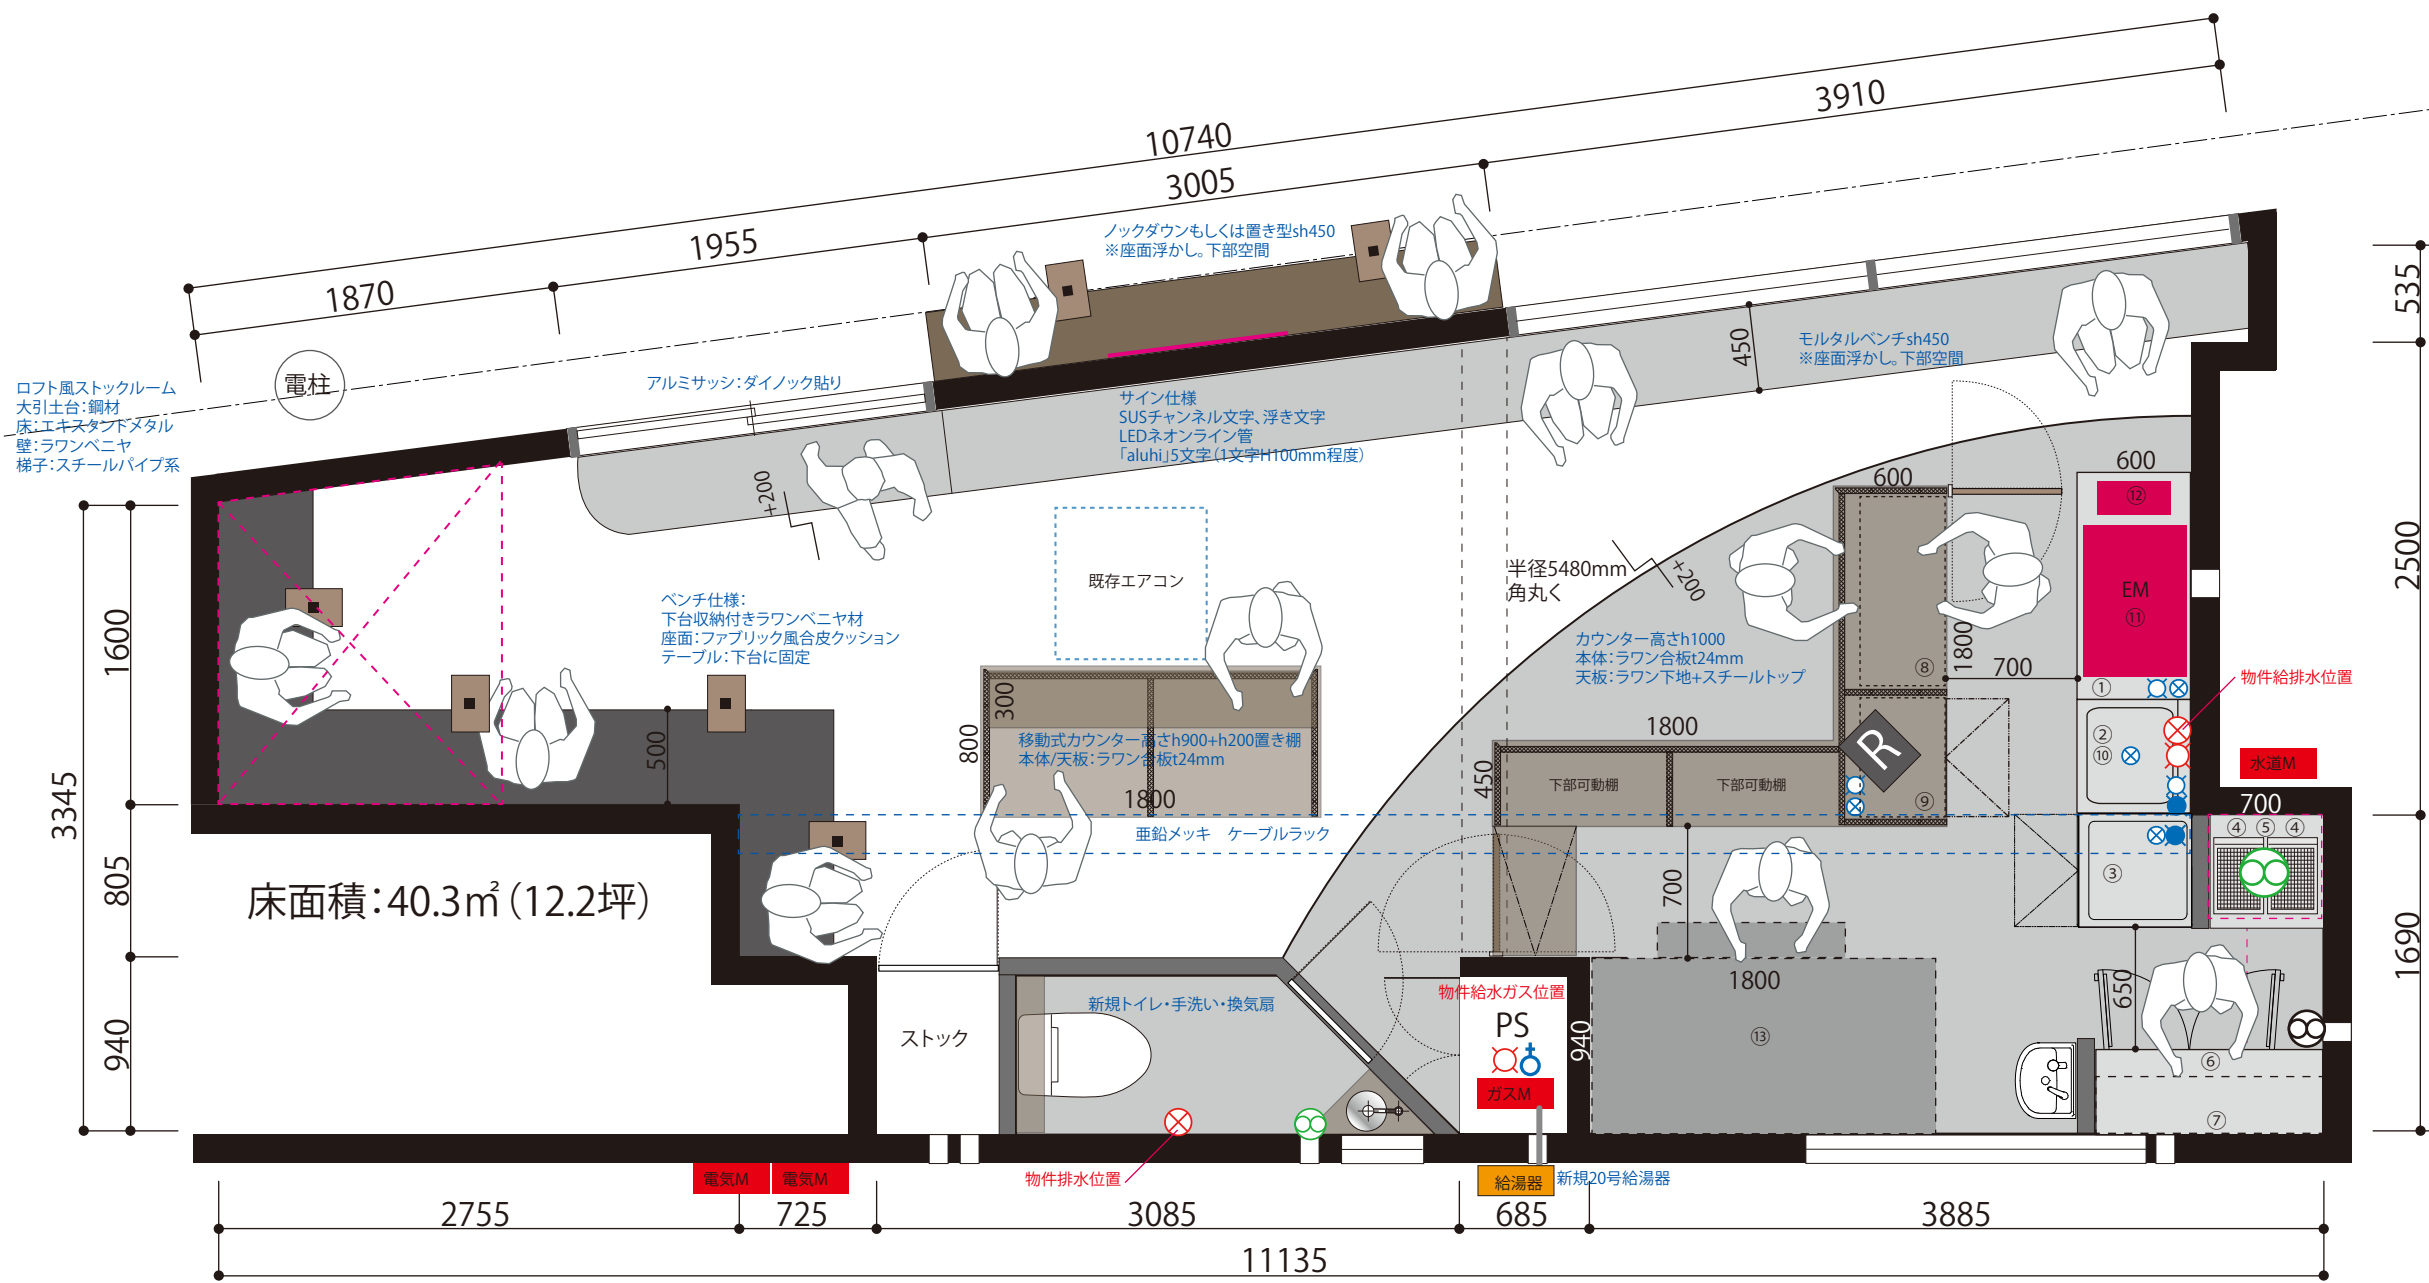 3910
10740
3005
1955
1870
ノックダウンもしくは置き型sh450
※座面浮かし。下部空間
535
モルタルベンチsh450
※座面浮かし。下部空間
450
電柱
アルミサッシ：ダイノック貼り
ロフト風ストックルーム
大引土台：鋼材
床：エキスタンドメタル
壁：ラワンベニヤ
梯子：スチールパイプ系
サイン仕様
SUSチャンネル文字、浮き文字
LEDネオンライン管
「aluhi」5文字（1文字H100mm程度）
+200
600
600
⑫
2500
EM
⑪
既存エアコン
半径5480mm
角丸く
+200
ベンチ仕様：
下台収納付きラワンベニヤ材
座面：ファブリック風合皮クッション
テーブル：下台に固定
1600
カウンター高さh1000
本体：ラワン合板t24mm
天板：ラワン下地+スチールトップ
1800
⑧
700
①
物件給排水位置
300
800
移動式カウンター高さh900+h200置き棚
本体/天板：ラワン合板t24mm
1800
500
3345
1800
R
②
⑩
水道M
450
下部可動棚
下部可動棚
⑨
700
亜鉛メッキ　ケーブルラック
④
⑤
④
805
床面積：40.3㎡（12.2坪）
700
③
1690
650
1800
物件給水ガス位置
新規トイレ・手洗い・換気扇
ストック
PS
940
940
⑬
⑥
ガスM
⑦
電気M
電気M
物件排水位置
給湯器
新規20号給湯器
2755
725
3085
685
3885
11135